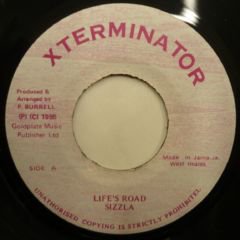 XTERMINATOR
Produced &
Arranged by
F. BURRELL
(P) (C) 1996
Goldplate Music
Publisher Ltd
SIDE A
Made in Jamaica
West Indies
LIFE'S ROAD
SIZZLA
UNAUTHORISED COPYING IS STRICTLY PROHIBITED.